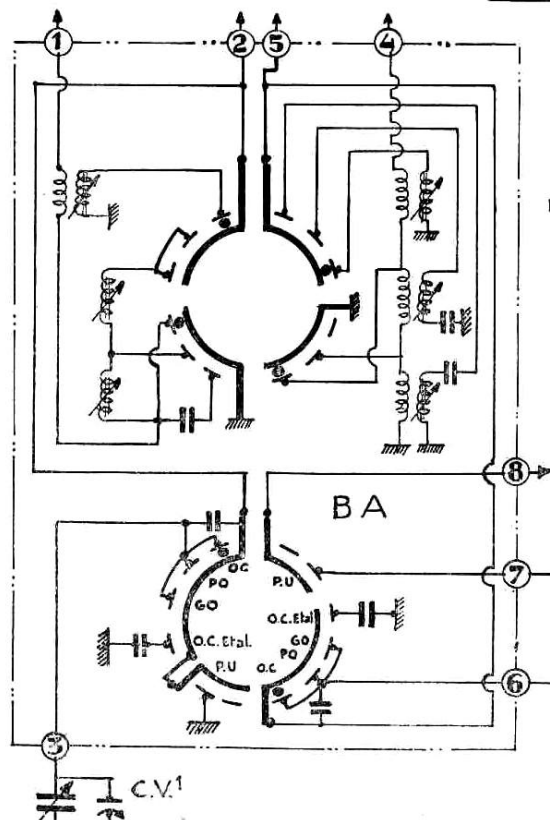 1 2 5 4
8
BA
O.C
PO
P.U
7
GO
O.C.Etal
GO
O.C.Etal.
PO
P.U
O.C
6
3
C.V.1